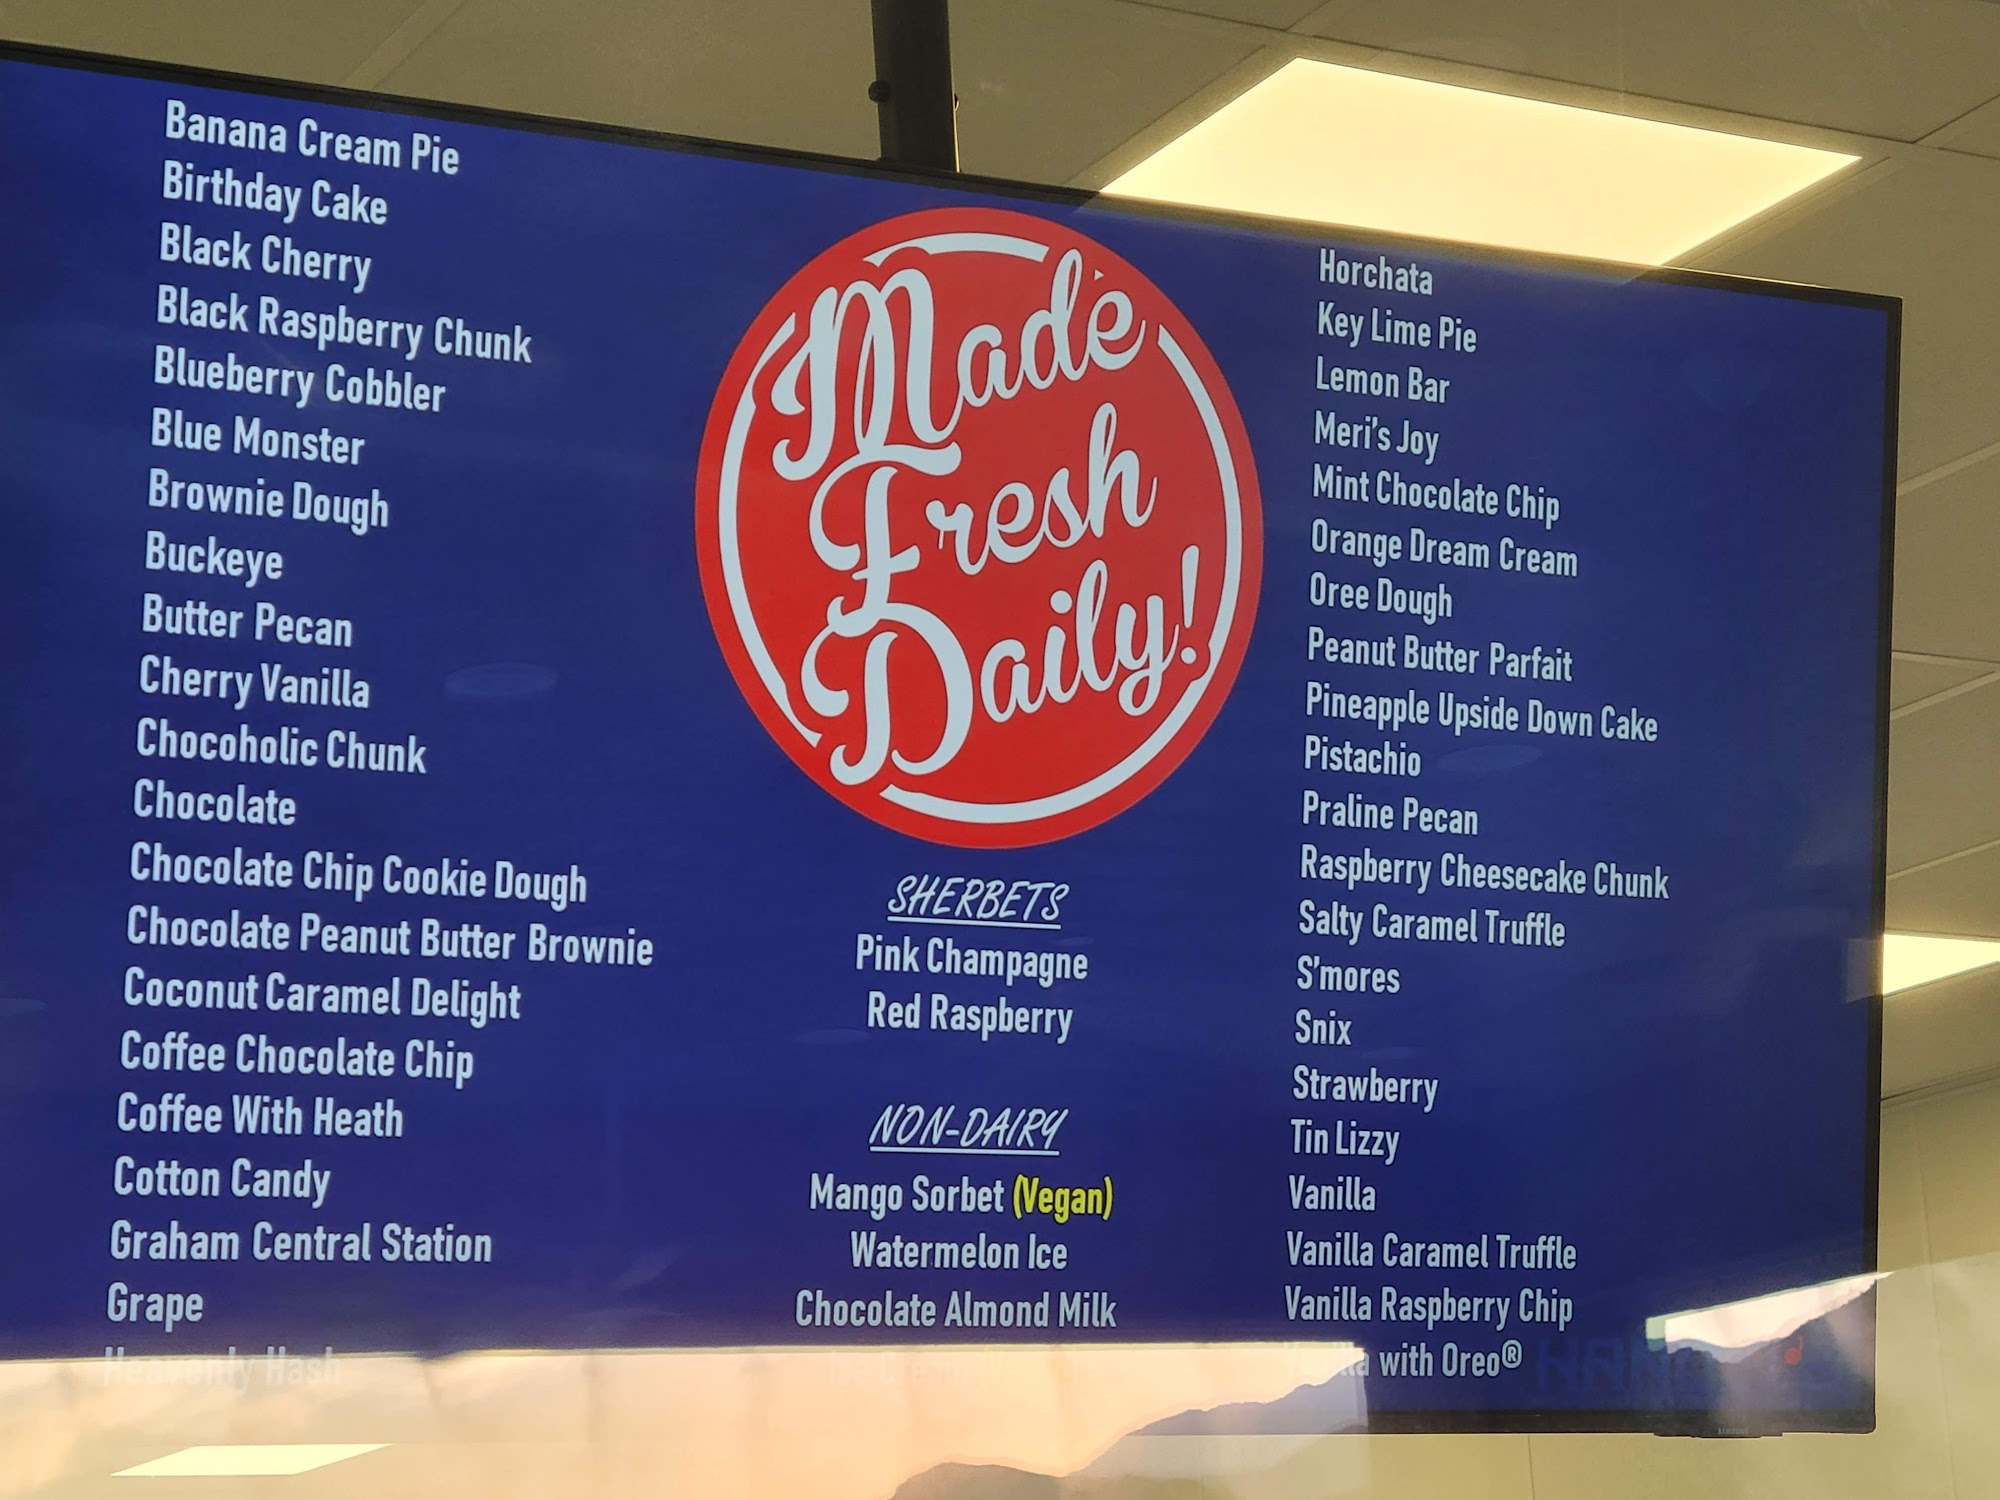 Banana Cream Pie
Birthday Cake
Black Cherry
Black Raspberry Chunk
Blueberry Cobbler
Blue Monster
Brownie Dough
Buckeye
Butter Pecan
Cherry Vanilla
Chocoholic Chunk
Chocolate
Chocolate Chip Cookie Dough
Chocolate Peanut Butter Brownie
Coconut Caramel Delight
Coffee Chocolate Chip
Coffee With Heath
Cotton Candy
Graham Central Station
Grape
Heavenly Hash
Made
Fresh
Daily!
SHERBETS
Pink Champagne
Red Raspberry
NON-DAIRY
Mango Sorbet (Vegan)
Watermelon Ice
Chocolate Almond Milk
Horchata
Key Lime Pie
Lemon Bar
Meri's Joy
Mint Chocolate Chip
Orange Dream Cream
Oree Dough
Peanut Butter Parfait
Pineapple Upside Down Cake
Pistachio
Praline Pecan
Raspberry Cheesecake Chunk
Salty Caramel Truffle
S'mores
Snix
Strawberry
Tin Lizzy
Vanilla
Vanilla Caramel Truffle
Vanilla Raspberry Chip
Vanilla with Oreo®
SAMSUNG